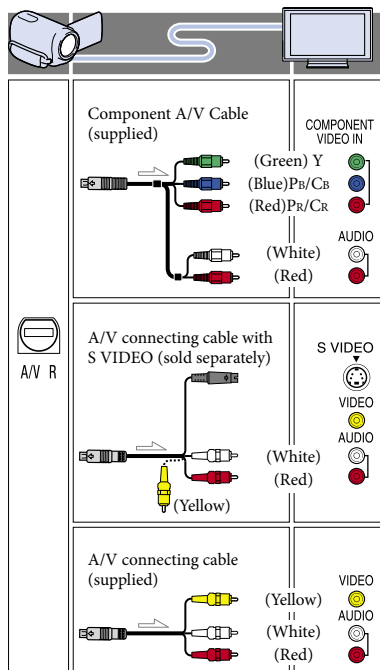 Component A/V Cable
(supplied)
COMPONENT
VIDEO IN
(Green) Y
(Blue)PB/CB
(Red)PR/CR
AUDIO
(White)
(Red)
A/V R
A/V connecting cable with
S VIDEO (sold separately)
S VIDEO
VIDEO
AUDIO
(White)
(Red)
(Yellow)
A/V connecting cable
(supplied)
VIDEO
(Yellow)
AUDIO
(White)
(Red)